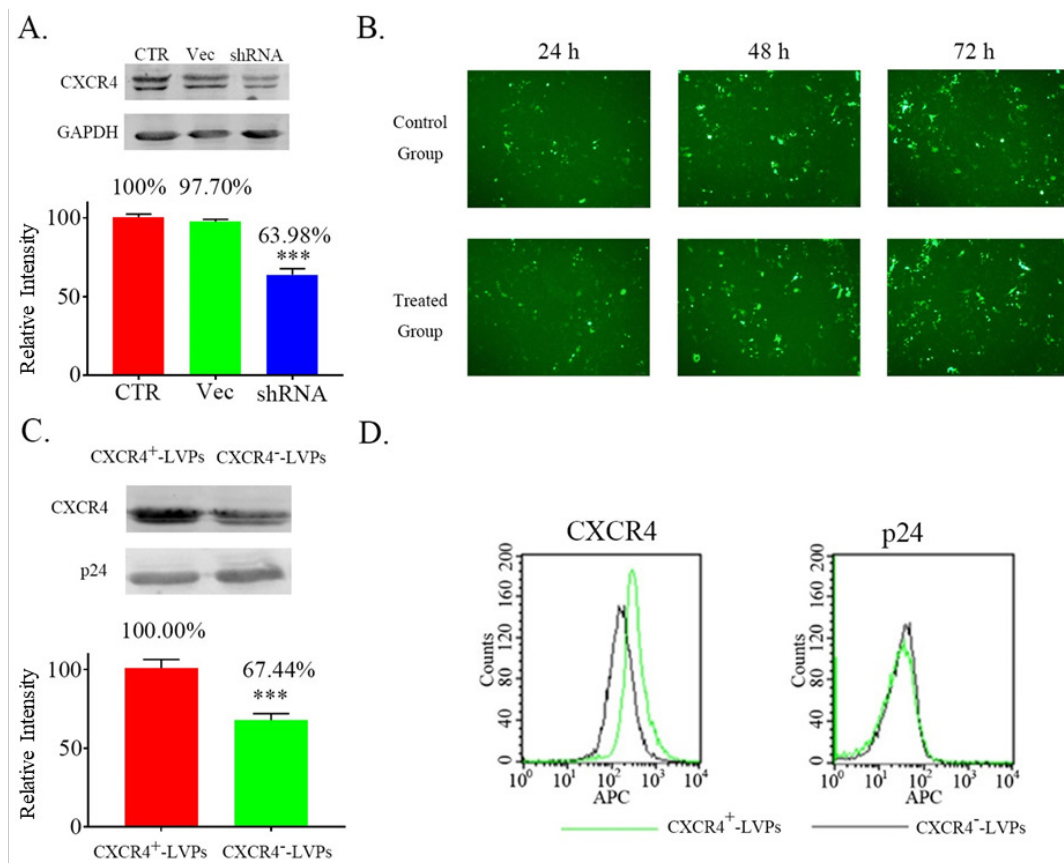 A.
CTR Vec shRNA
CXCR4
GAPDH
100% 97.70%
63.98%
***
Relative Intensity
100
50
0
CTR Vec shRNA
B.
24 h 48 h 72 h
Control
Group
Treated
Group
C.
CXCR4+-LVPs CXCR4--LVPs
CXCR4
p24
100.00%
67.44%
***
Relative Intensity
100
50
0
CXCR4+-LVPs CXCR4--LVPs
D.
CXCR4
Counts
200
160
120
80
40
0
100 101 102 103 104
APC
p24
Counts
200
160
120
80
40
0
100 101 102 103 104
APC
CXCR4+-LVPs CXCR4--LVPs